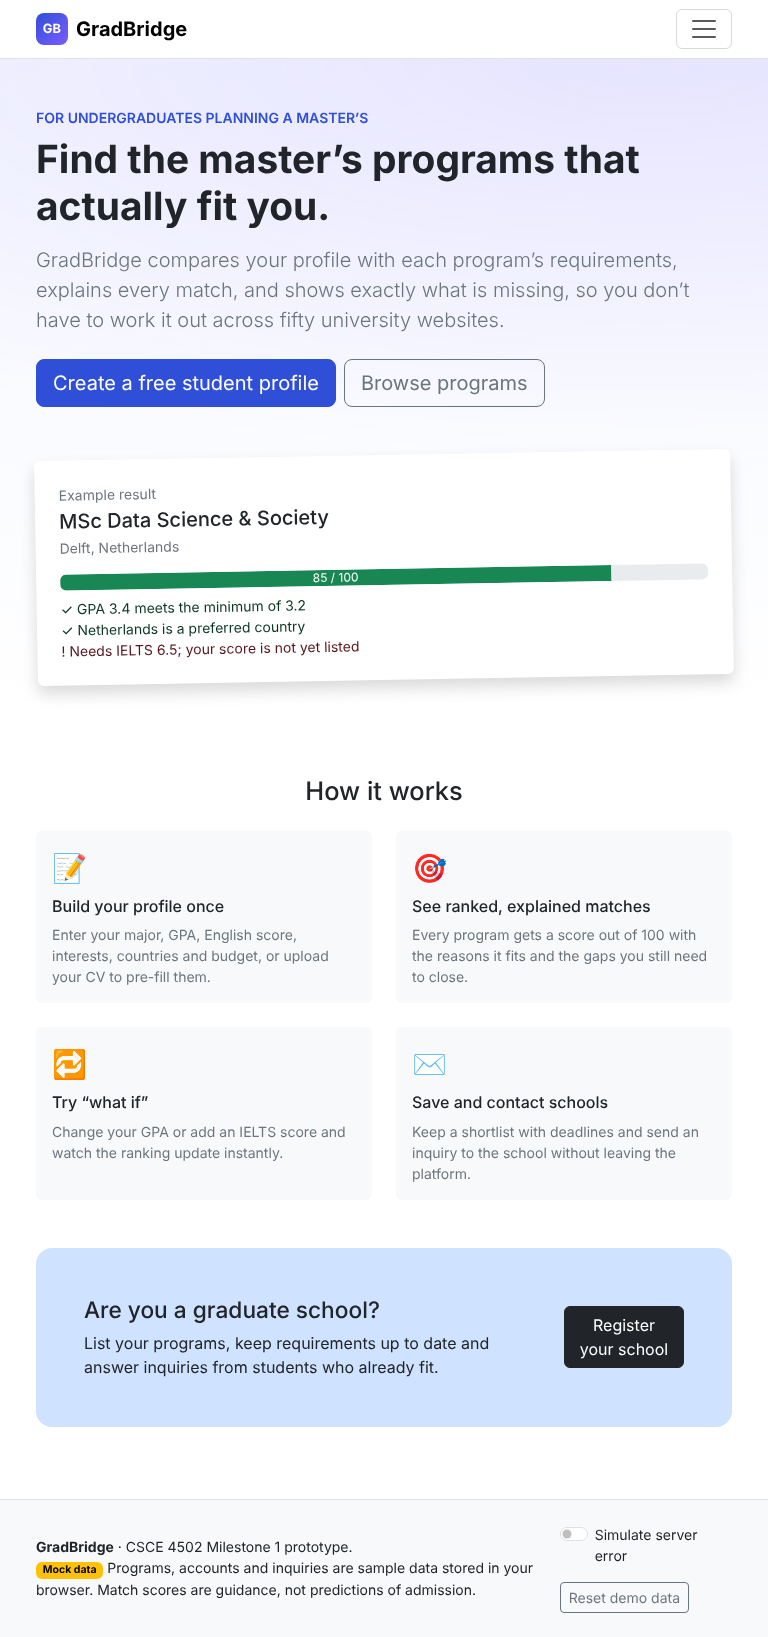 GB GradBridge
FOR UNDERGRADUATES PLANNING A MASTER’S
Find the master’s programs that
actually fit you.
GradBridge compares your profile with each program’s requirements,
explains every match, and shows exactly what is missing, so you don’t
have to work it out across fifty university websites.
Create a free student profile
Browse programs
Example result
MSc Data Science & Society
Delft, Netherlands
85 / 100
✓ GPA 3.4 meets the minimum of 3.2
✓ Netherlands is a preferred country
! Needs IELTS 6.5; your score is not yet listed
How it works
Build your profile once
Enter your major, GPA, English score,
interests, countries and budget, or upload
your CV to pre-fill them.
See ranked, explained matches
Every program gets a score out of 100 with
the reasons it fits and the gaps you still need
to close.
Try “what if”
Change your GPA or add an IELTS score and
watch the ranking update instantly.
Save and contact schools
Keep a shortlist with deadlines and send an
inquiry to the school without leaving the
platform.
Are you a graduate school?
List your programs, keep requirements up to date and
answer inquiries from students who already fit.
Register
your school
GradBridge · CSCE 4502 Milestone 1 prototype.
Mock data Programs, accounts and inquiries are sample data stored in your
browser. Match scores are guidance, not predictions of admission.
Simulate server
error
Reset demo data